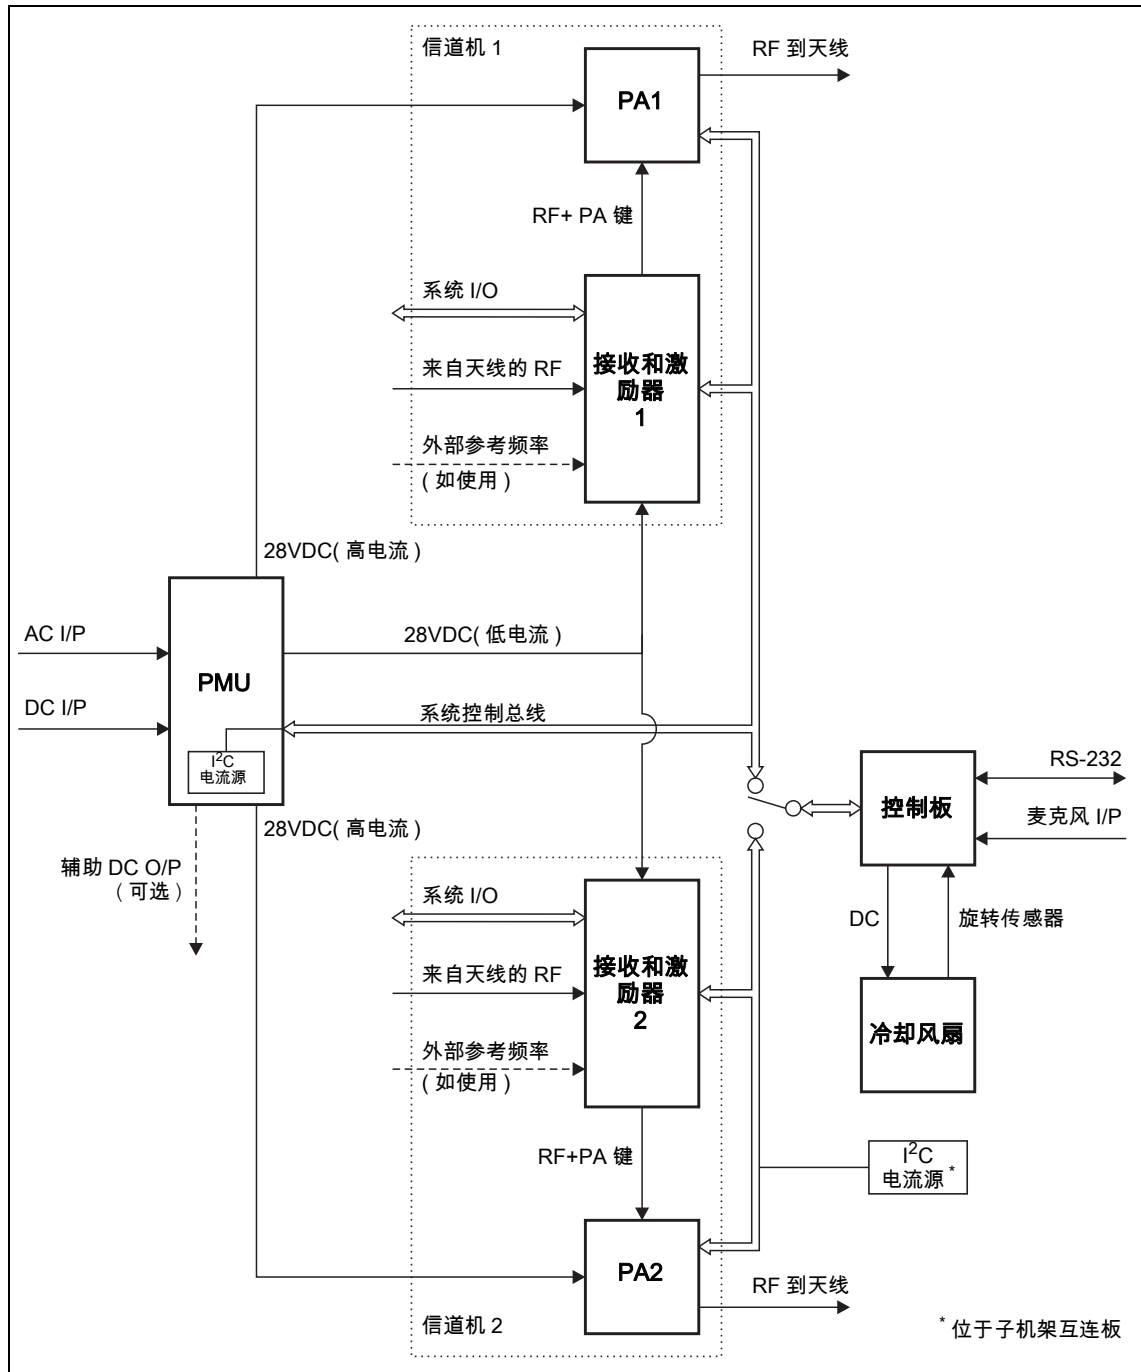 信道机 1
RF 到天线
PA1
RF+ PA 键
系统 I/O
来自天线的 RF
接收和激
励器
1
外部参考频率
( 如使用 )
28VDC( 高电流 )
AC I/P
28VDC( 低电流 )
PMU
DC I/P
系统控制总线
I²C
电流源
RS-232
控制板
麦克风 I/P
28VDC( 高电流 )
辅助 DC O/P
( 可选 )
系统 I/O
DC
旋转传感器
来自天线的 RF
接收和激
励器
2
冷却风扇
外部参考频率
( 如使用 )
RF+PA 键
I²C
电流源 *
PA2
RF 到天线
信道机 2
* 位于子机架互连板